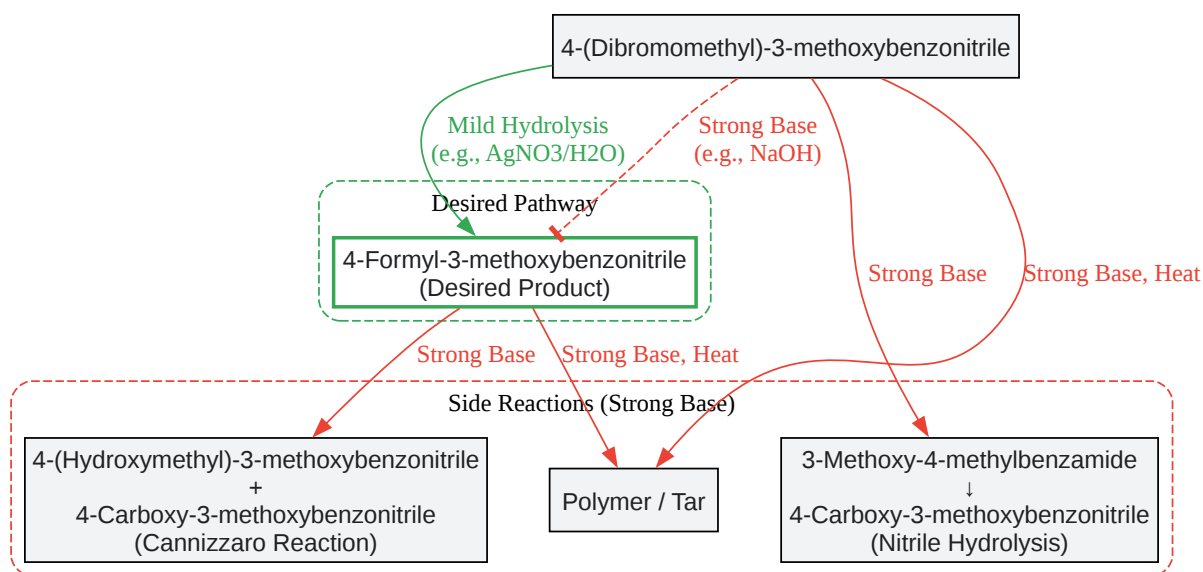 4-(Dibromomethyl)-3-methoxybenzonitrile
Mild Hydrolysis
(e.g., AgNO3/H2O)
Strong Base
(e.g., NaOH)
Desired Pathway
4-Formyl-3-methoxybenzonitrile
(Desired Product)
Strong Base
Strong Base, Heat
Strong Base
Strong Base, Heat
Side Reactions (Strong Base)
4-(Hydroxymethyl)-3-methoxybenzonitrile
+
4-Carboxy-3-methoxybenzonitrile
(Cannizzaro Reaction)
Polymer / Tar
3-Methoxy-4-methylbenzamide
↓
4-Carboxy-3-methoxybenzonitrile
(Nitrile Hydrolysis)